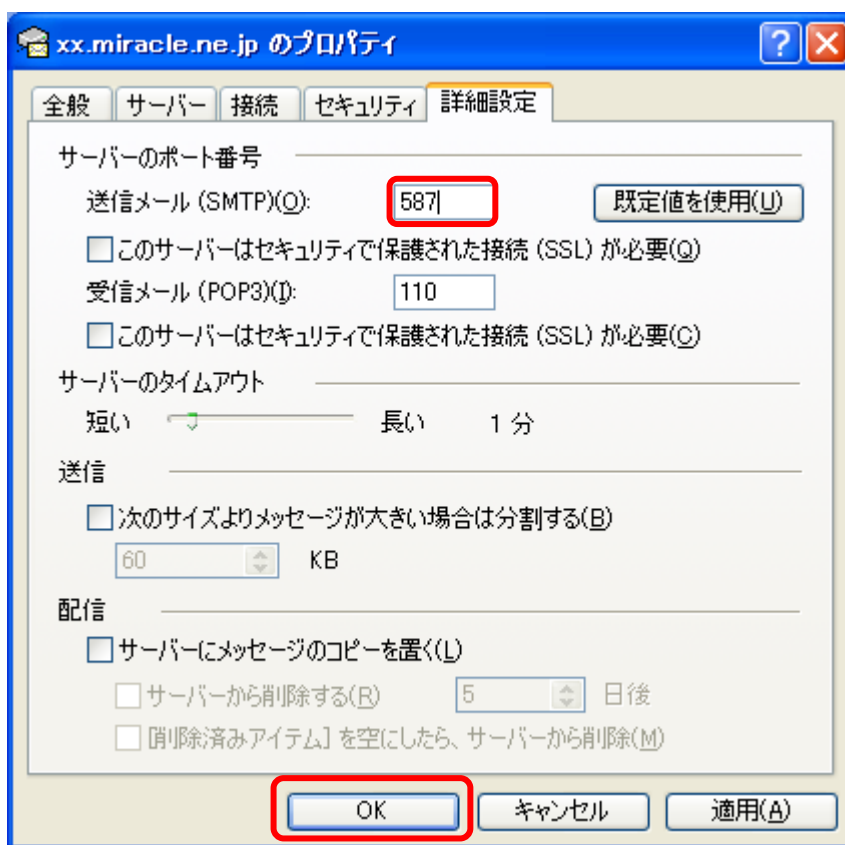 xx.miracle.ne.jp のプロパティ
全般 サーバー 接続 セキュリティ 詳細設定
サーバーのポート番号
送信メール (SMTP)(O): 587 既定値を使用(U)
このサーバーはセキュリティで保護された接続 (SSL) が必要(Q)
受信メール (POP3)(I): 110
このサーバーはセキュリティで保護された接続 (SSL) が必要(C)
サーバーのタイムアウト
短い 長い 1 分
送信
次のサイズよりメッセージが大きい場合は分割する(B)
60 KB
配信
サーバーにメッセージのコピーを置く(L)
サーバーから削除する(R) 5 日後
[削除済みアイテム] を空にしたら、サーバーから削除(M)
OK キャンセル 適用(A)